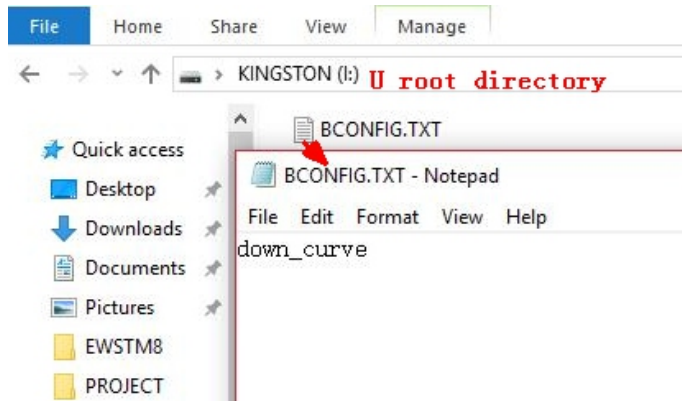 File Home Share View Manage
KINGSTON (I:) U root directory
BCONFIG.TXT
Quick access
BCONFIG.TXT - Notepad
Desktop
File Edit Format View Help
Downloads
down_curve
Documents
Pictures
EWSTM8
PROJECT